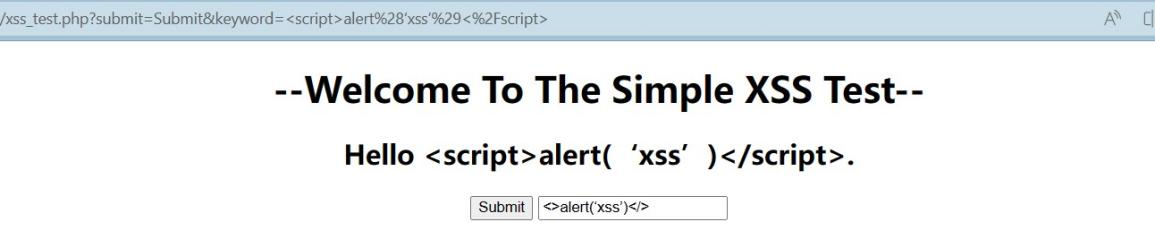 /xss_test.php?submit=Submit&keyword=<script>alert%28‘xss’%29<%2Fscript>
--Welcome To The Simple XSS Test--
Hello <script>alert( ‘xss’ )</script>.
Submit <>alert(‘xss’)</>